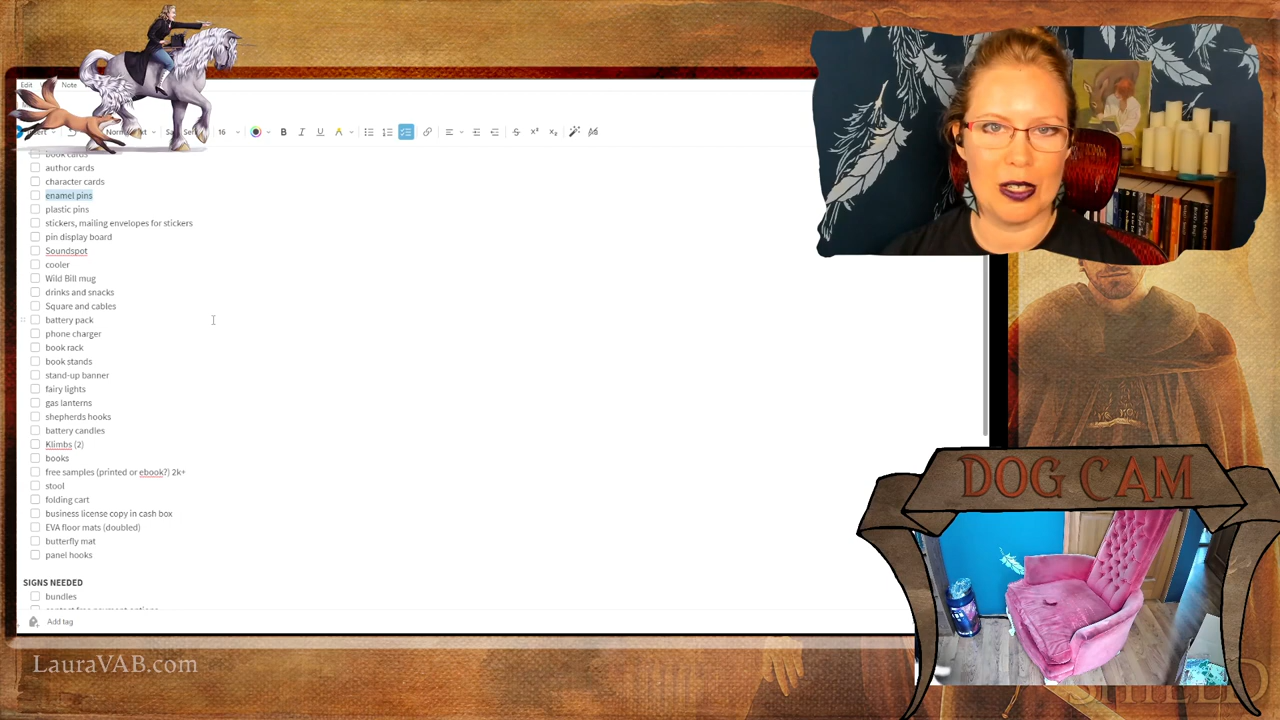 Edit
Note
16
book cards
author cards
character cards
enamel pins
plastic pins
stickers, mailing envelopes for stickers
pin display board
Soundspot
cooler
Wild Bill mug
drinks and snacks
Square and cables
battery pack
phone charger
book rack
book stands
stand-up banner
fairy lights
gas lanterns
shepherds hooks
battery candles
Klimbs (2)
books
free samples (printed or ebook?) 2k+
stool
folding cart
business license copy in cash box
EVA floor mats (doubled)
butterfly mat
panel hooks
SIGNS NEEDED
bundles
Add tag
DOG CAM
LauraVAB.com
SHIELD